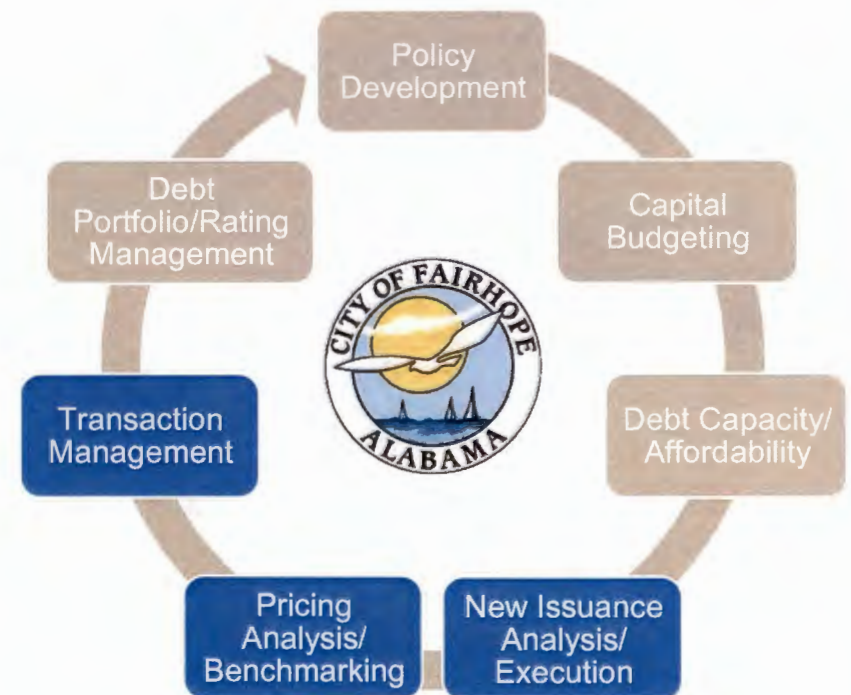 Policy
Development
Capital
Budgeting
Debt Capacity/
Affordability
New Issuance
Analysis/
Execution
Pricing
Analysis/
Benchmarking
Transaction
Management
Debt
Portfolio/Rating
Management
CITY OF FAIRHOPE
ALABAMA